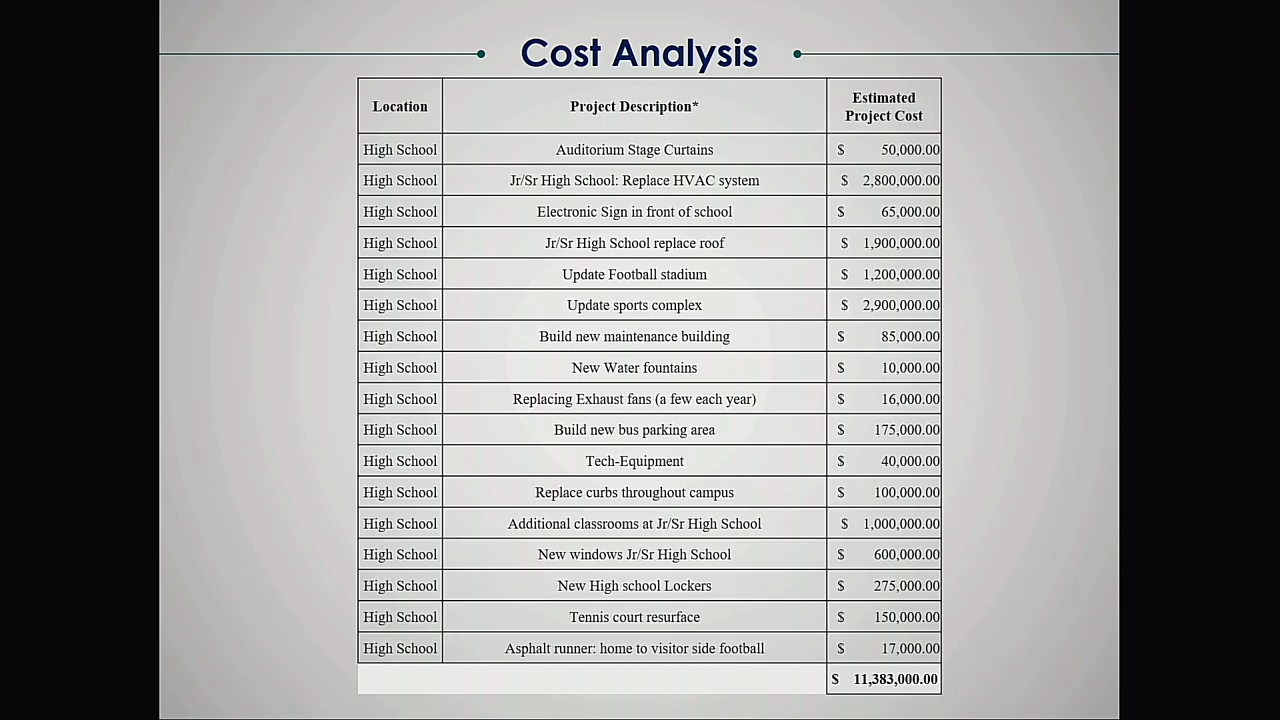 Cost Analysis
Location Project Description* Estimated Project Cost
High School Auditorium Stage Curtains $ 50,000.00
High School Jr/Sr High School: Replace HVAC system $ 2,800,000.00
High School Electronic Sign in front of school $ 65,000.00
High School Jr/Sr High School replace roof $ 1,900,000.00
High School Update Football stadium $ 1,200,000.00
High School Update sports complex $ 2,900,000.00
High School Build new maintenance building $ 85,000.00
High School New Water fountains $ 10,000.00
High School Replacing Exhaust fans (a few each year) $ 16,000.00
High School Build new bus parking area $ 175,000.00
High School Tech-Equipment $ 40,000.00
High School Replace curbs throughout campus $ 100,000.00
High School Additional classrooms at Jr/Sr High School $ 1,000,000.00
High School New windows Jr/Sr High School $ 600,000.00
High School New High school Lockers $ 275,000.00
High School Tennis court resurface $ 150,000.00
High School Asphalt runner: home to visitor side football $ 17,000.00
$ 11,383,000.00